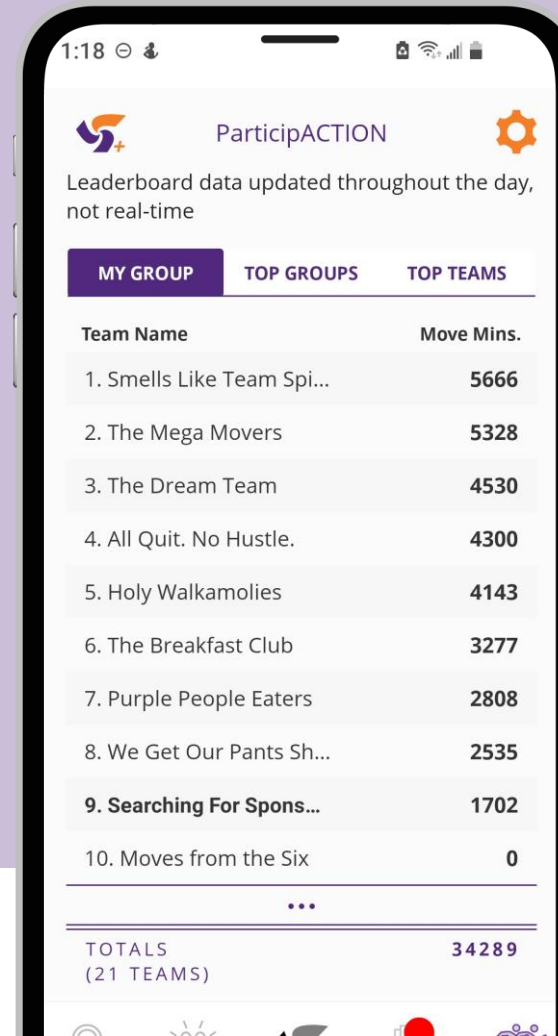 1:18
ParticipACTION
Leaderboard data updated throughout the day,
not real-time
MY GROUP TOP GROUPS TOP TEAMS
Team Name Move Mins.
1. Smells Like Team Spi... 5666
2. The Mega Movers 5328
3. The Dream Team 4530
4. All Quit. No Hustle. 4300
5. Holy Walkamolies 4143
6. The Breakfast Club 3277
7. Purple People Eaters 2808
8. We Get Our Pants Sh... 2535
9. Searching For Spons... 1702
10. Moves from the Six 0
...
TOTALS 34289
(21 TEAMS)